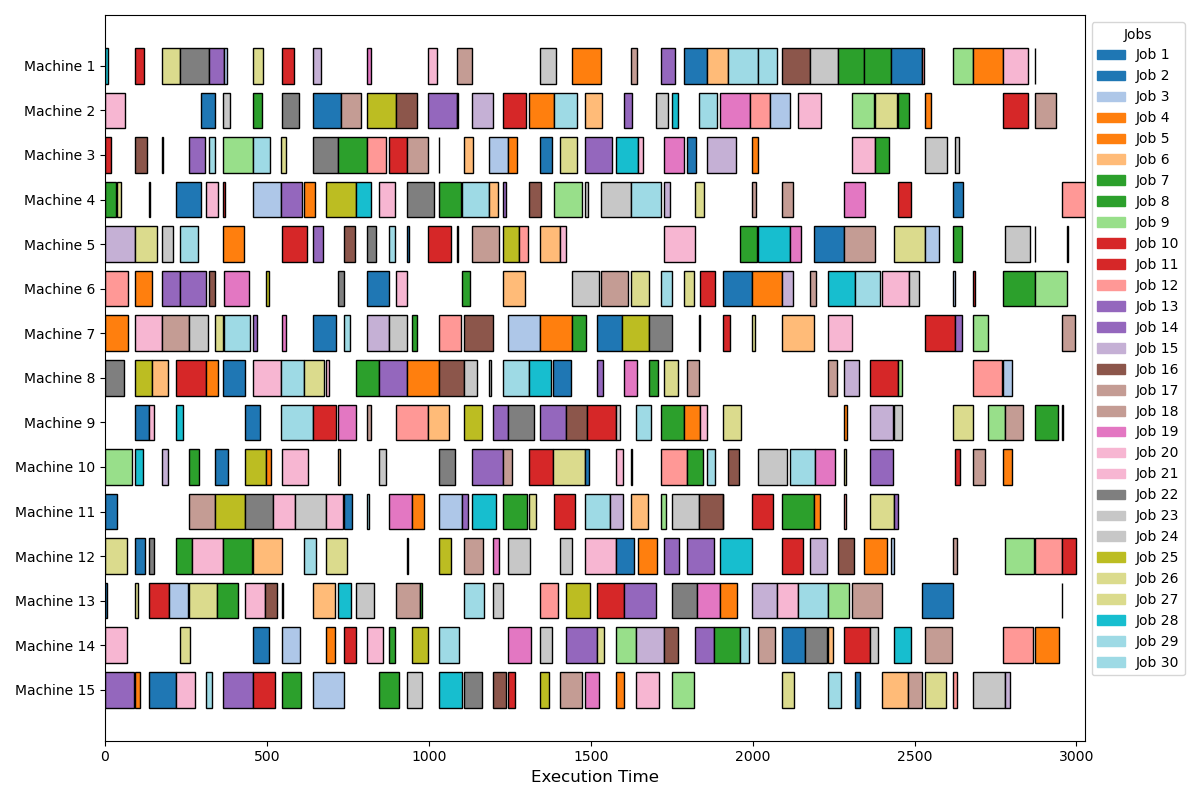 Machine 1
Machine 2
Machine 3
Machine 4
Machine 5
Machine 6
Machine 7
Machine 8
Machine 9
Machine 10
Machine 11
Machine 12
Machine 13
Machine 14
Machine 15
0 500 1000 1500 2000 2500 3000
Execution Time
Jobs
Job 1
Job 2
Job 3
Job 4
Job 5
Job 6
Job 7
Job 8
Job 9
Job 10
Job 11
Job 12
Job 13
Job 14
Job 15
Job 16
Job 17
Job 18
Job 19
Job 20
Job 21
Job 22
Job 23
Job 24
Job 25
Job 26
Job 27
Job 28
Job 29
Job 30